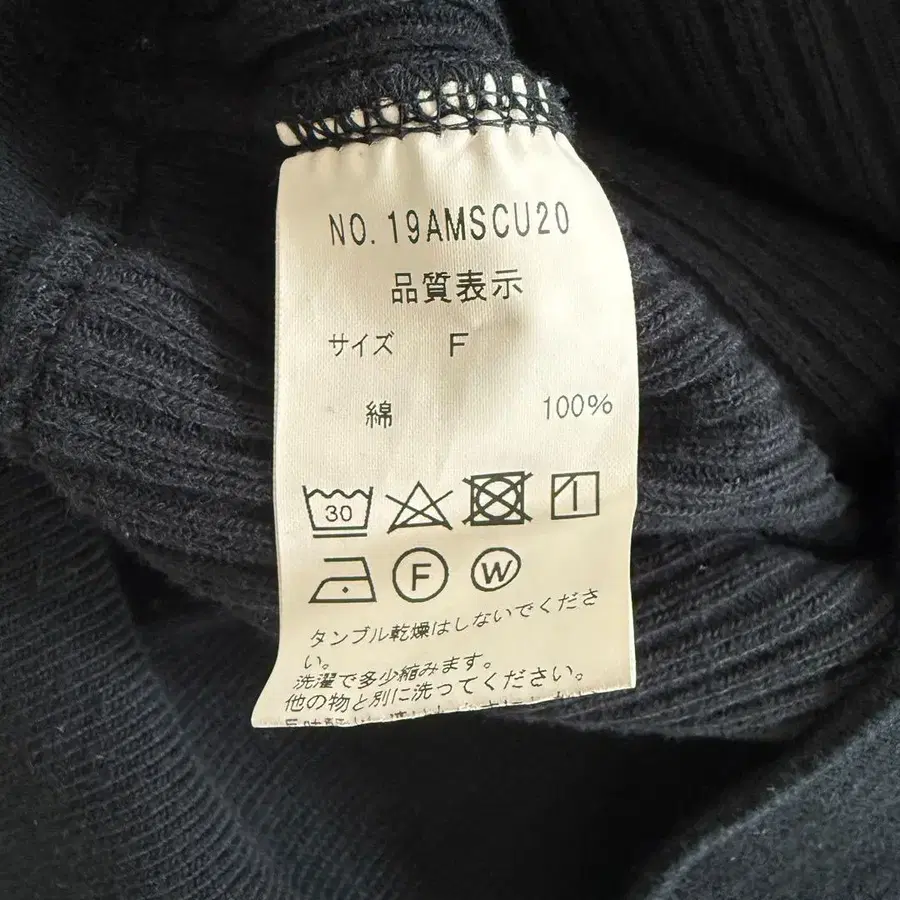 NO. 19AMSCU20
品質表示
サイズ F
綿 100%
30
F W
タンブル乾燥はしないでくださ
い。
洗濯で多少縮みます。
他の物と別に洗ってください。